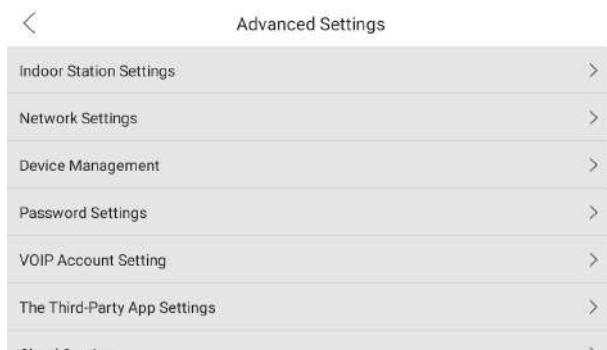 Advanced Settings
Indoor Station Settings
Network Settings
Device Management
Password Settings
VOIP Account Setting
The Third-Party App Settings